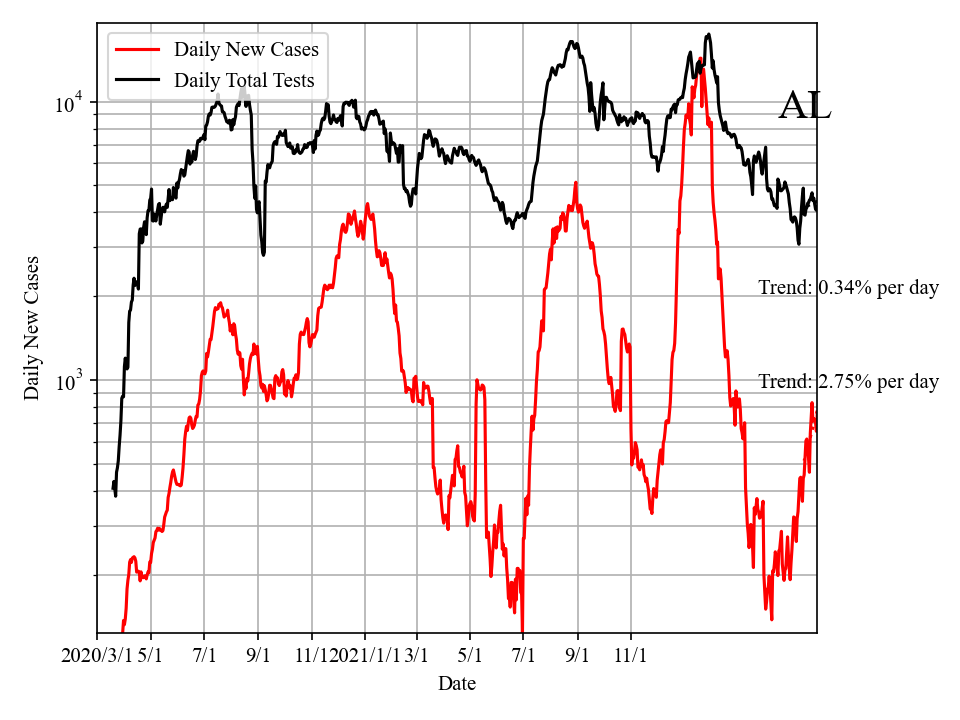 Daily New Cases
Daily Total Tests
AL
10^4
Trend: 0.34% per day
Trend: 2.75% per day
10^3
Daily New Cases
2020/3/1 5/1 7/1 9/1 11/1 2021/1/1 3/1 5/1 7/1 9/1 11/1
Date